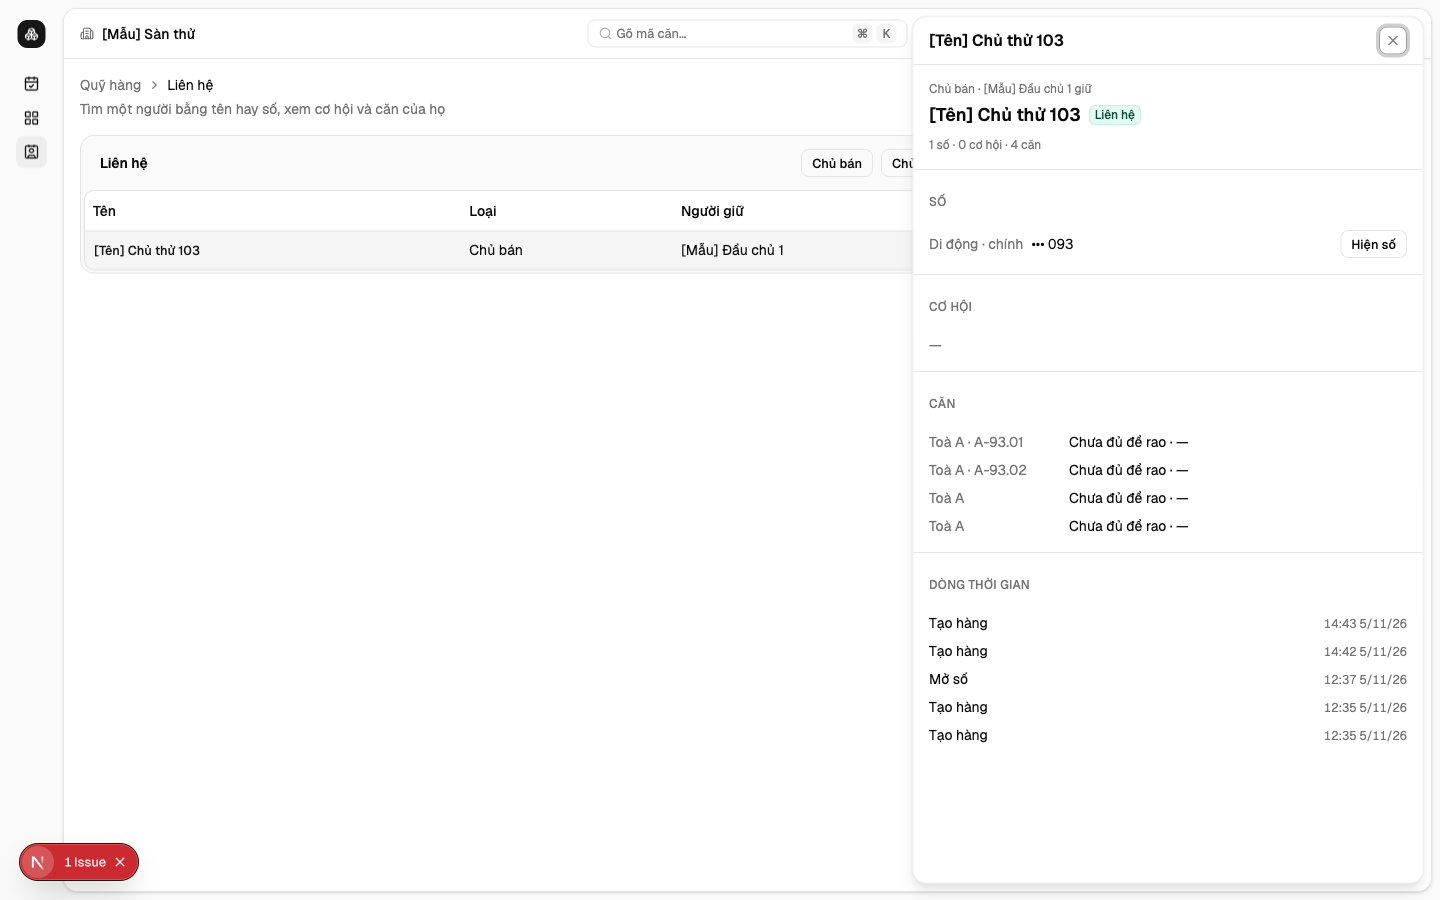 [Mẫu] Sàn thử
Gõ mã căn...
⌘ K
Quỹ hàng > Liên hệ
Tìm một người bằng tên hay số, xem cơ hội và căn của họ
Liên hệ
Chủ bán
Chủ
Tên Loại Người giữ
[Tên] Chủ thử 103 Chủ bán [Mẫu] Đầu chủ 1
1 Issue
[Tên] Chủ thử 103
Chủ bán · [Mẫu] Đầu chủ 1 giữ
[Tên] Chủ thử 103 Liên hệ
1 số · 0 cơ hội · 4 căn
SỐ
Di động · chính ••• 093 Hiện số
CƠ HỘI
—
CĂN
Toà A · A-93.01 Chưa đủ để rao · —
Toà A · A-93.02 Chưa đủ để rao · —
Toà A Chưa đủ để rao · —
Toà A Chưa đủ để rao · —
DÒNG THỜI GIAN
Tạo hàng 14:43 5/11/26
Tạo hàng 14:42 5/11/26
Mở số 12:37 5/11/26
Tạo hàng 12:35 5/11/26
Tạo hàng 12:35 5/11/26